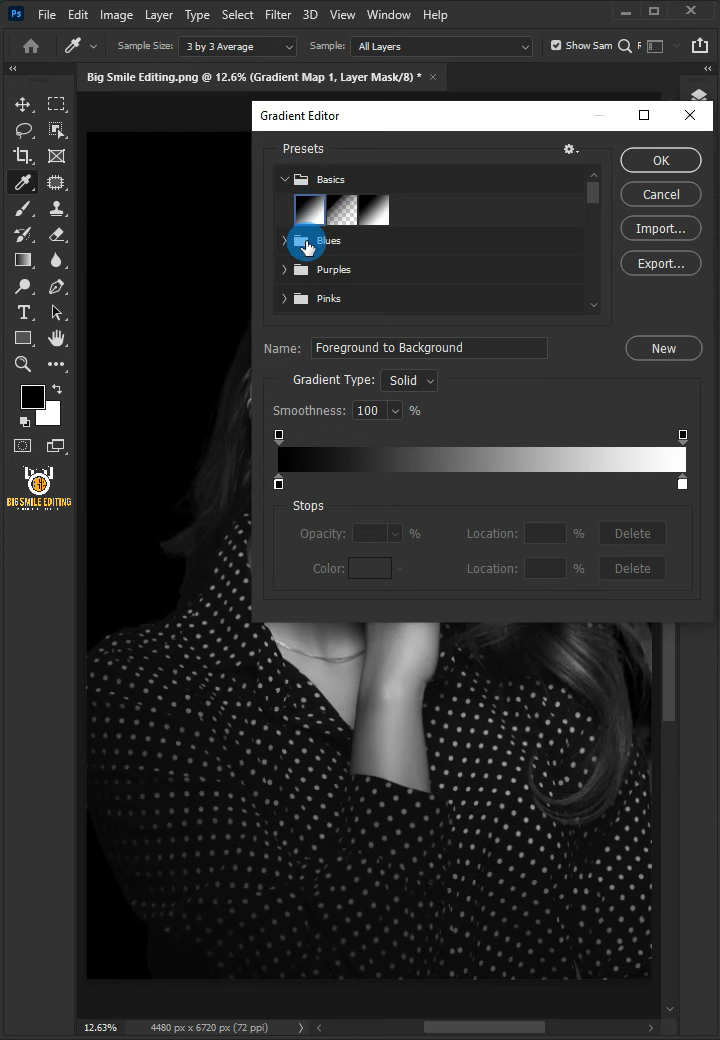 Ps File Edit Image Layer Type Select Filter 3D View Window Help
Sample Size: 3 by 3 Average Sample: All Layers Show Sam
Big Smile Editing.png @ 12.6% (Gradient Map 1, Layer Mask/8) *
Gradient Editor
Presets
Basics
Blues
Purples
Pinks
OK
Cancel
Import...
Export...
Name: Foreground to Background
New
Gradient Type: Solid
Smoothness: 100 %
Stops
Opacity: % Location: % Delete
Color: Location: % Delete
BIG SMILE EDITING
12.63% 4480 px x 6720 px (72 ppi)